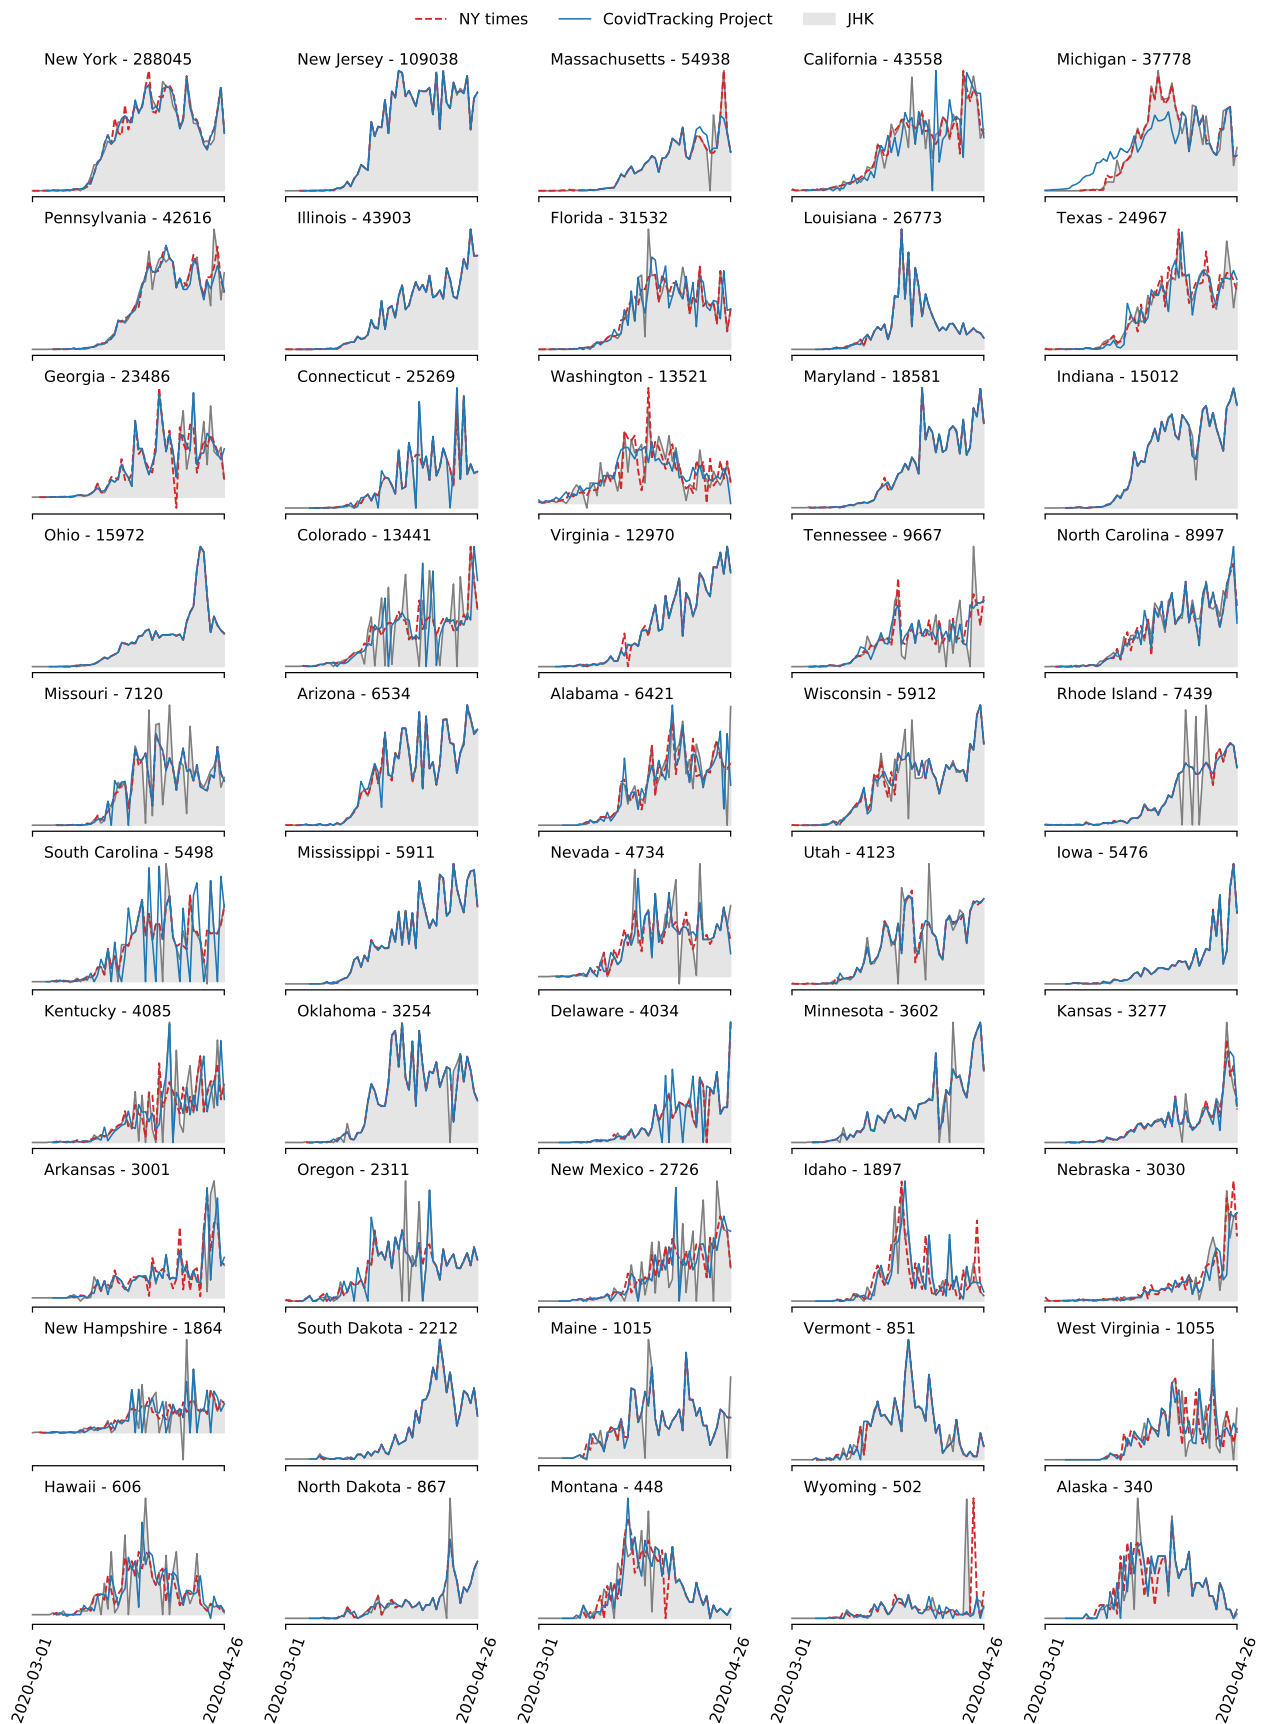 NY times CovidTracking Project JHK
New York - 288045 New Jersey - 109038 Massachusetts - 54938 California - 43558 Michigan - 37778
Pennsylvania - 42616 Illinois - 43903 Florida - 31532 Louisiana - 26773 Texas - 24967
Georgia - 23486 Connecticut - 25269 Washington - 13521 Maryland - 18581 Indiana - 15012
Ohio - 15972 Colorado - 13441 Virginia - 12970 Tennessee - 9667 North Carolina - 8997
Missouri - 7120 Arizona - 6534 Alabama - 6421 Wisconsin - 5912 Rhode Island - 7439
South Carolina - 5498 Mississippi - 5911 Nevada - 4734 Utah - 4123 Iowa - 5476
Kentucky - 4085 Oklahoma - 3254 Delaware - 4034 Minnesota - 3602 Kansas - 3277
Arkansas - 3001 Oregon - 2311 New Mexico - 2726 Idaho - 1897 Nebraska - 3030
New Hampshire - 1864 South Dakota - 2212 Maine - 1015 Vermont - 851 West Virginia - 1055
Hawaii - 606 North Dakota - 867 Montana - 448 Wyoming - 502 Alaska - 340
2020-03-01 2020-04-26 2020-03-01 2020-04-26 2020-03-01 2020-04-26 2020-03-01 2020-04-26 2020-03-01 2020-04-26